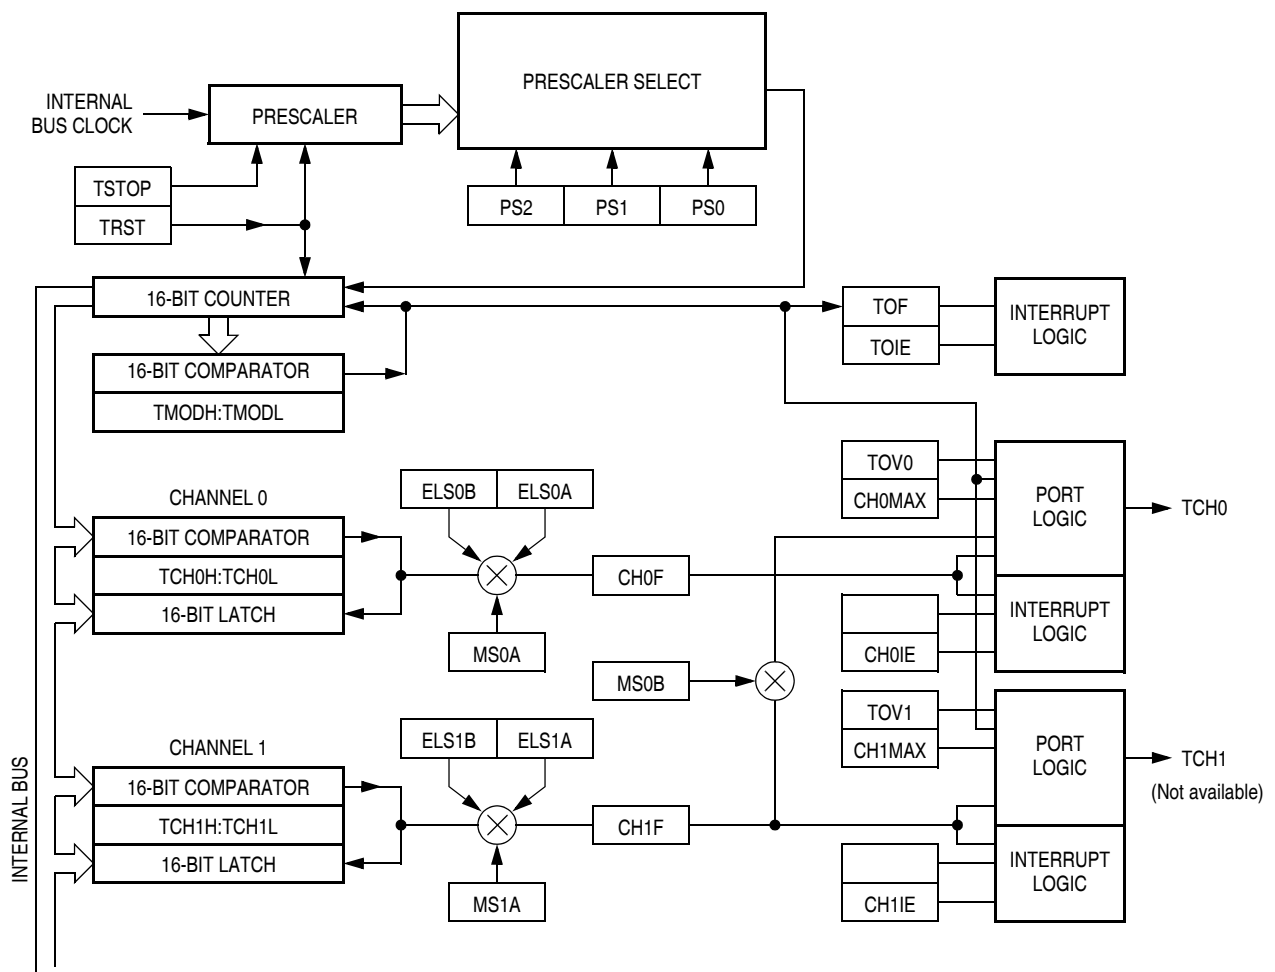 INTERNAL
BUS CLOCK
PRESCALER
PRESCALER SELECT
TSTOP
TRST
PS2
PS1
PS0
16-BIT COUNTER
16-BIT COMPARATOR
TMODH:TMODL
TOF
TOIE
INTERRUPT
LOGIC
CHANNEL 0
16-BIT COMPARATOR
TCH0H:TCH0L
16-BIT LATCH
ELS0B
ELS0A
MS0A
CH0F
TOV0
CH0MAX
PORT
LOGIC
TCH0
INTERRUPT
LOGIC
CH0IE
MS0B
CHANNEL 1
16-BIT COMPARATOR
TCH1H:TCH1L
16-BIT LATCH
ELS1B
ELS1A
MS1A
CH1F
TOV1
CH1MAX
PORT
LOGIC
TCH1
(Not available)
INTERRUPT
LOGIC
CH1IE
INTERNAL BUS